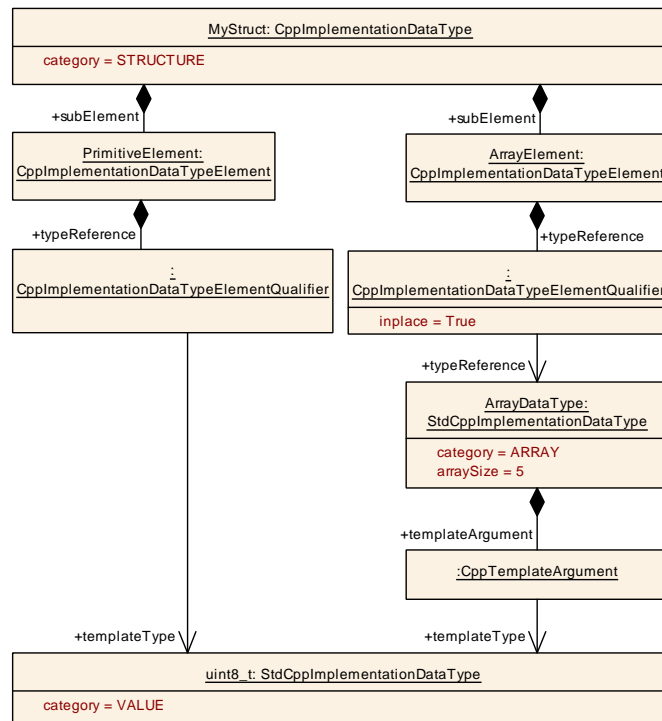 MyStruct: CppImplementationDataType
category = STRUCTURE
+subElement
+subElement
PrimitiveElement:
CppImplementationDataTypeElement
ArrayElement:
CppImplementationDataTypeElement
+typeReference
+typeReference
:
CppImplementationDataTypeElementQualifier
:
CppImplementationDataTypeElementQualifier
inplace = True
+typeReference
ArrayDataType:
StdCppImplementationDataType
category = ARRAY
arraySize = 5
+templateArgument
:CppTemplateArgument
+templateType
+templateType
uint8_t: StdCppImplementationDataType
category = VALUE